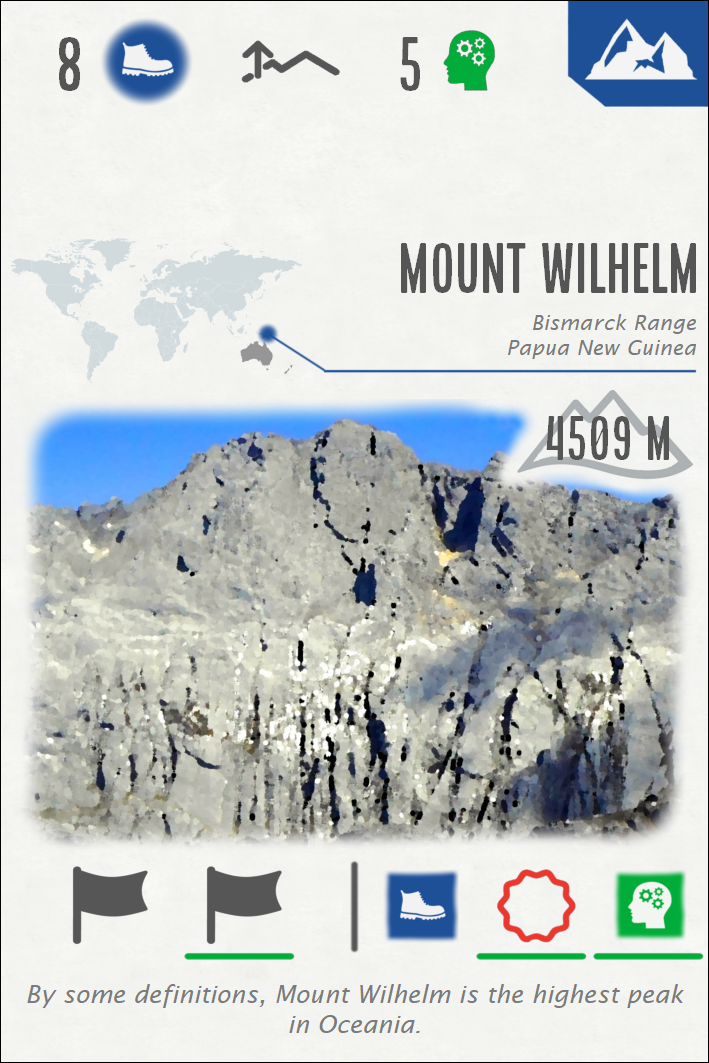 8
5
MOUNT WILHELM
Bismarck Range
Papua New Guinea
4509 M
By some definitions, Mount Wilhelm is the highest peak
in Oceania.